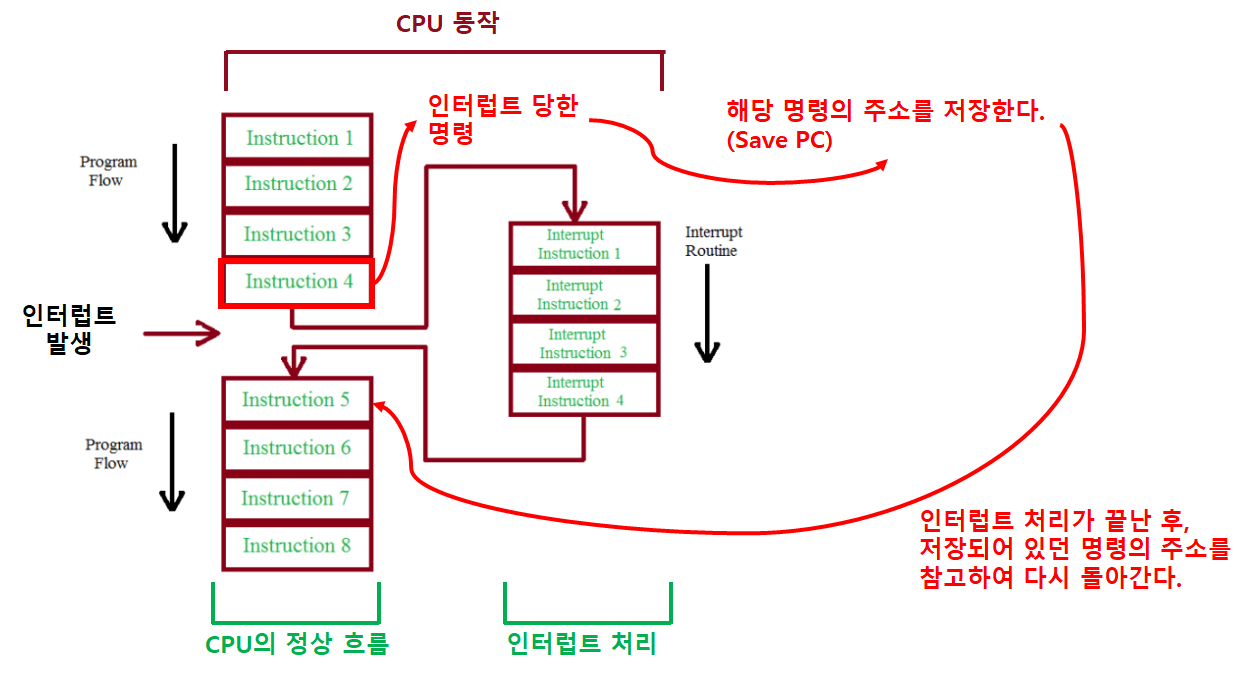 CPU 동작
인터럽트 당한
명령
해당 명령의 주소를 저장한다.
(Save PC)
Program
Flow
Instruction 1
Instruction 2
Instruction 3
Instruction 4
Interrupt
Instruction 1
Interrupt
Instruction 2
Interrupt
Instruction 3
Interrupt
Instruction 4
Interrupt
Routine
인터럽트
발생
Program
Flow
Instruction 5
Instruction 6
Instruction 7
Instruction 8
인터럽트 처리가 끝난 후,
저장되어 있던 명령의 주소를
참고하여 다시 돌아간다.
CPU의 정상 흐름
인터럽트 처리